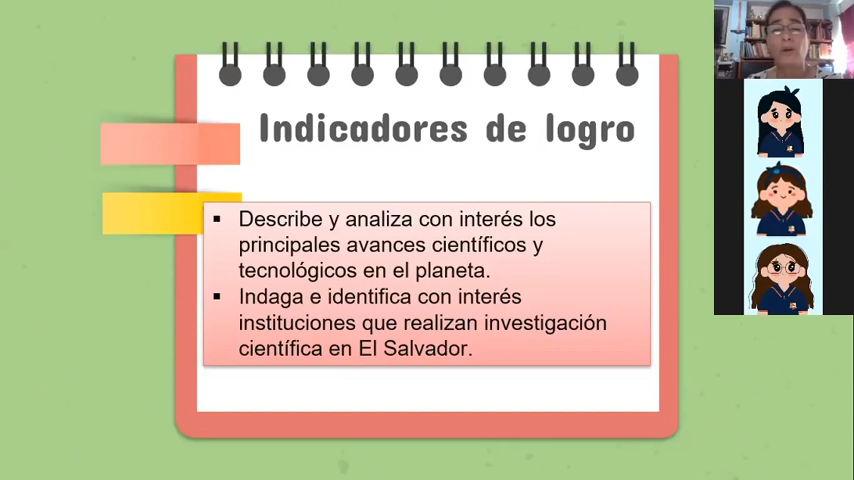 Indicadores de logro
▪ Describe y analiza con interés los
principales avances científicos y
tecnológicos en el planeta.
▪ Indaga e identifica con interés
instituciones que realizan investigación
científica en El Salvador.